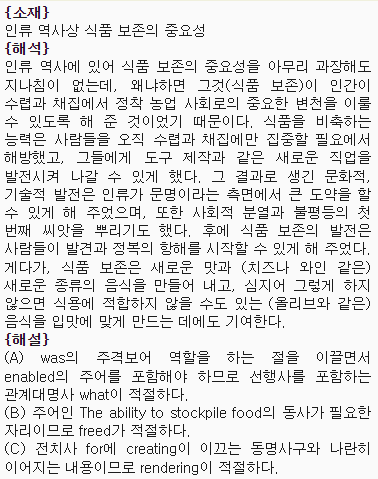 {소재}
인류 역사상 식품 보존의 중요성
{해석}
인류 역사에 있어 식품 보존의 중요성을 아무리 과장해도
지나침이 없는데, 왜냐하면 그것(식품 보존)이 인간이
수렵과 채집에서 정착 농업 사회로의 중요한 변천을 이룰
수 있도록 해 준 것이었기 때문이다. 식품을 비축하는
능력은 사람들을 오직 수렵과 채집에만 집중할 필요에서
해방했고, 그들에게 도구 제작과 같은 새로운 직업을
발전시켜 나갈 수 있게 했다. 그 결과로 생긴 문화적,
기술적 발전은 인류가 문명이라는 측면에서 큰 도약을 할
수 있게 해 주었으며, 또한 사회적 분열과 불평등의 첫
번째 씨앗을 뿌리기도 했다. 후에 식품 보존의 발전은
사람들이 발견과 정복의 항해를 시작할 수 있게 해 주었다.
게다가, 식품 보존은 새로운 맛과 (치즈나 와인 같은)
새로운 종류의 음식을 만들어 내고, 심지어 그렇게 하지
않으면 식용에 적합하지 않을 수도 있는 (올리브와 같은)
음식을 입맛에 맞게 만드는 데에도 기여한다.
{해설}
(A) was의 주격보어 역할을 하는 절을 이끌면서
enabled의 주어를 포함해야 하므로 선행사를 포함하는
관계대명사 what이 적절하다.
(B) 주어인 The ability to stockpile food의 동사가 필요한
자리이므로 freed가 적절하다.
(C) 전치사 for에 creating이 이끄는 동명사구와 나란히
이어지는 내용이므로 rendering이 적절하다.